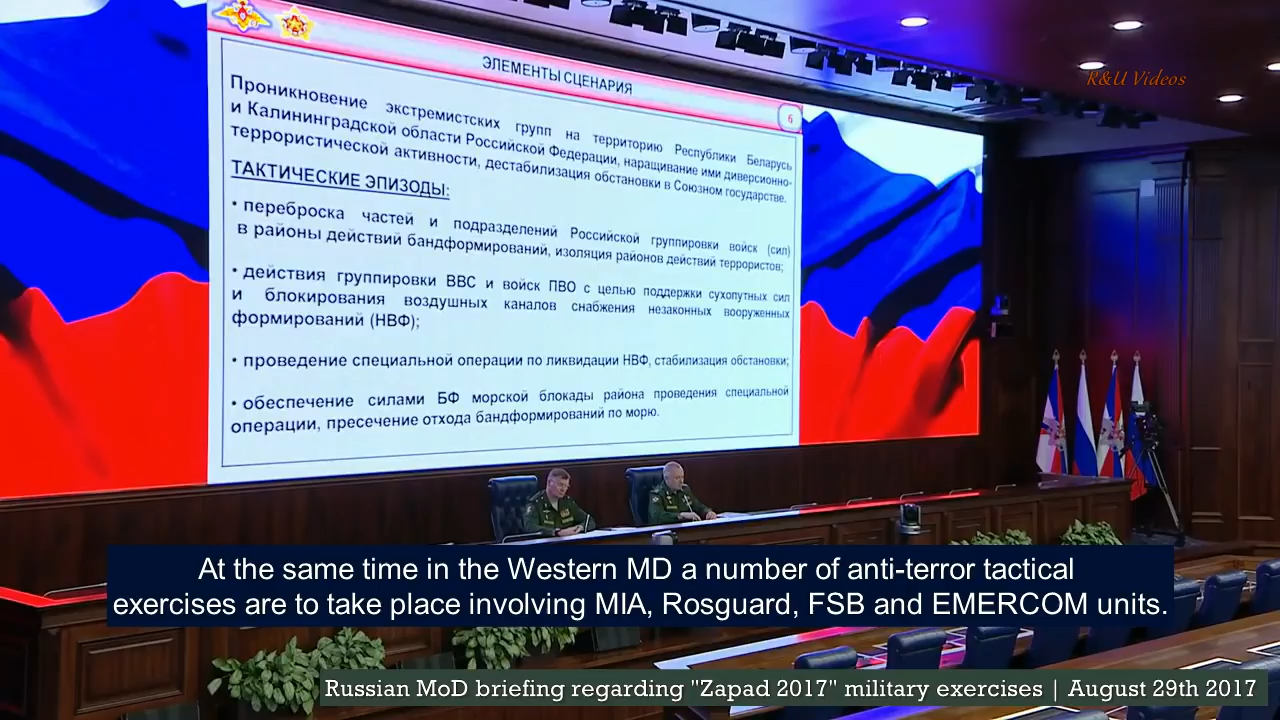 R&U Videos
ЭЛЕМЕНТЫ СЦЕНАРИЯ
6
Проникновение экстремистских групп на территорию Республики Беларусь
и Калининградской области Российской Федерации, наращивание ими диверсионно-
террористической активности, дестабилизация обстановки в Союзном государстве.
ТАКТИЧЕСКИЕ ЭПИЗОДЫ:
• переброска частей и подразделений Российской группировки войск (сил)
в районы действий бандформирований, изоляция районов действий террористов;
• действия группировки ВВС и войск ПВО с целью поддержки сухопутных сил
и блокирования воздушных каналов снабжения незаконных вооруженных
формирований (НВФ);
• проведение специальной операции по ликвидации НВФ, стабилизация обстановки;
• обеспечение силами БФ морской блокады района проведения специальной
операции, пресечение отхода бандформирований по морю.
At the same time in the Western MD a number of anti-terror tactical
exercises are to take place involving MIA, Rosguard, FSB and EMERCOM units.
Russian MoD briefing regarding "Zapad 2017" military exercises | August 29th 2017